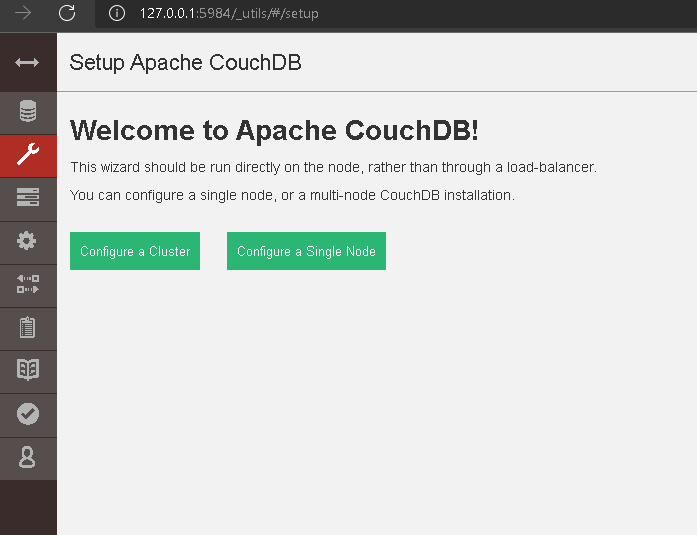 127.0.0.1:5984/_utils/#/setup
Setup Apache CouchDB
Welcome to Apache CouchDB!
This wizard should be run directly on the node, rather than through a load-balancer.
You can configure a single node, or a multi-node CouchDB installation.
Configure a Cluster Configure a Single Node